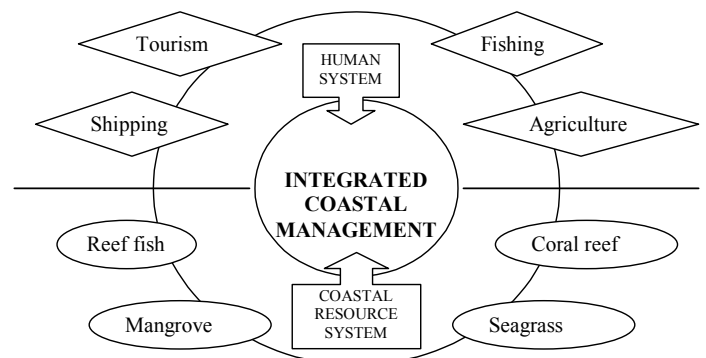 Tourism
Fishing
HUMAN
SYSTEM
Shipping
Agriculture
INTEGRATED
COASTAL
MANAGEMENT
Reef fish
Coral reef
COASTAL
RESOURCE
SYSTEM
Mangrove
Seagrass